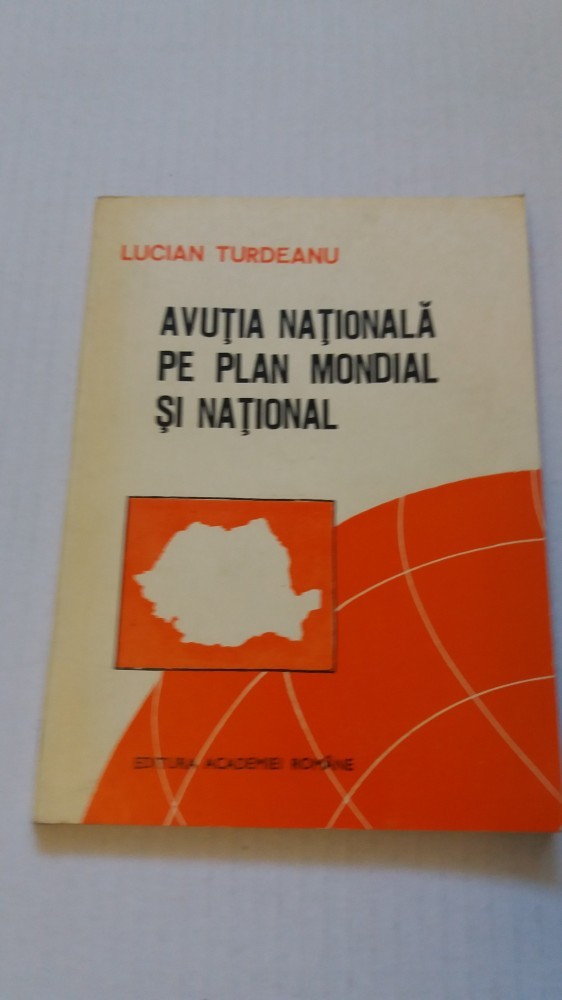 LUCIAN TURDEANU
AVUŢIA NAŢIONALĂ
PE PLAN MONDIAL
ŞI NAŢIONAL
EDITURA ACADEMIEI ROMÂNE